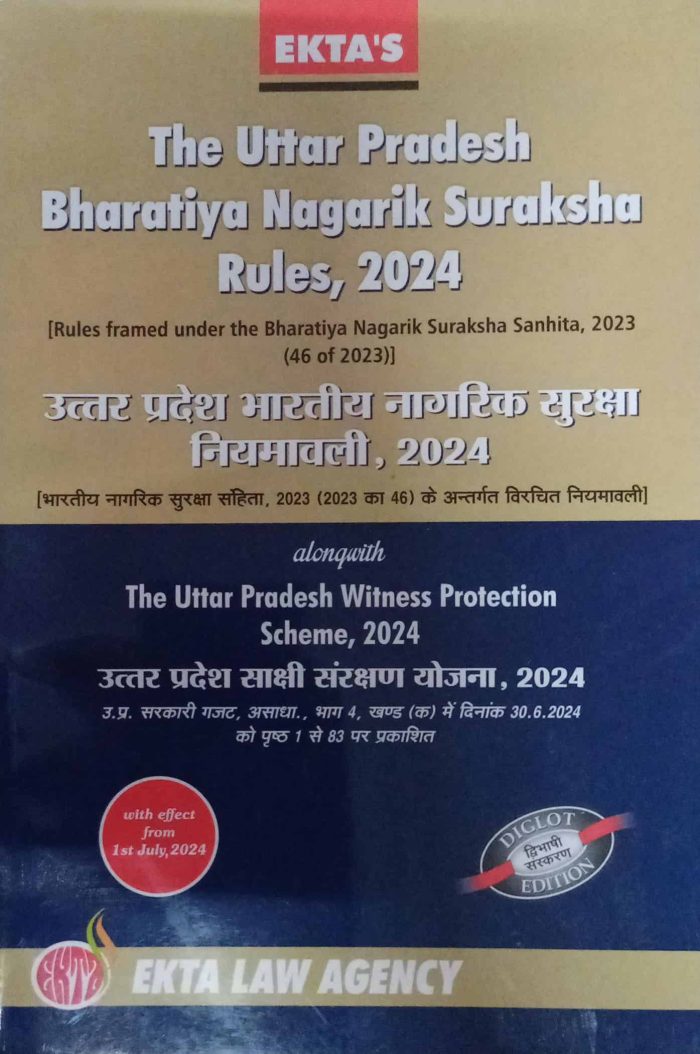 EKTA'S
The Uttar Pradesh
Bharatiya Nagarik Suraksha
Rules, 2024
[Rules framed under the Bharatiya Nagarik Suraksha Sanhita, 2023
(46 of 2023)]
उत्तर प्रदेश भारतीय नागरिक सुरक्षा
नियमावली, 2024
[भारतीय नागरिक सुरक्षा संहिता, 2023 (2023 का 46) के अन्तर्गत विरचित नियमावली]
alongwith
The Uttar Pradesh Witness Protection
Scheme, 2024
उत्तर प्रदेश साक्षी संरक्षण योजना, 2024
उ.प्र. सरकारी गजट, असाधा., भाग 4, खण्ड (क) में दिनांक 30.6.2024
को पृष्ठ 1 से 83 पर प्रकाशित
with effect
from
1st July, 2024
DIGLOT
द्विभाषी
संस्करण
EDITION
EKTA LAW AGENCY